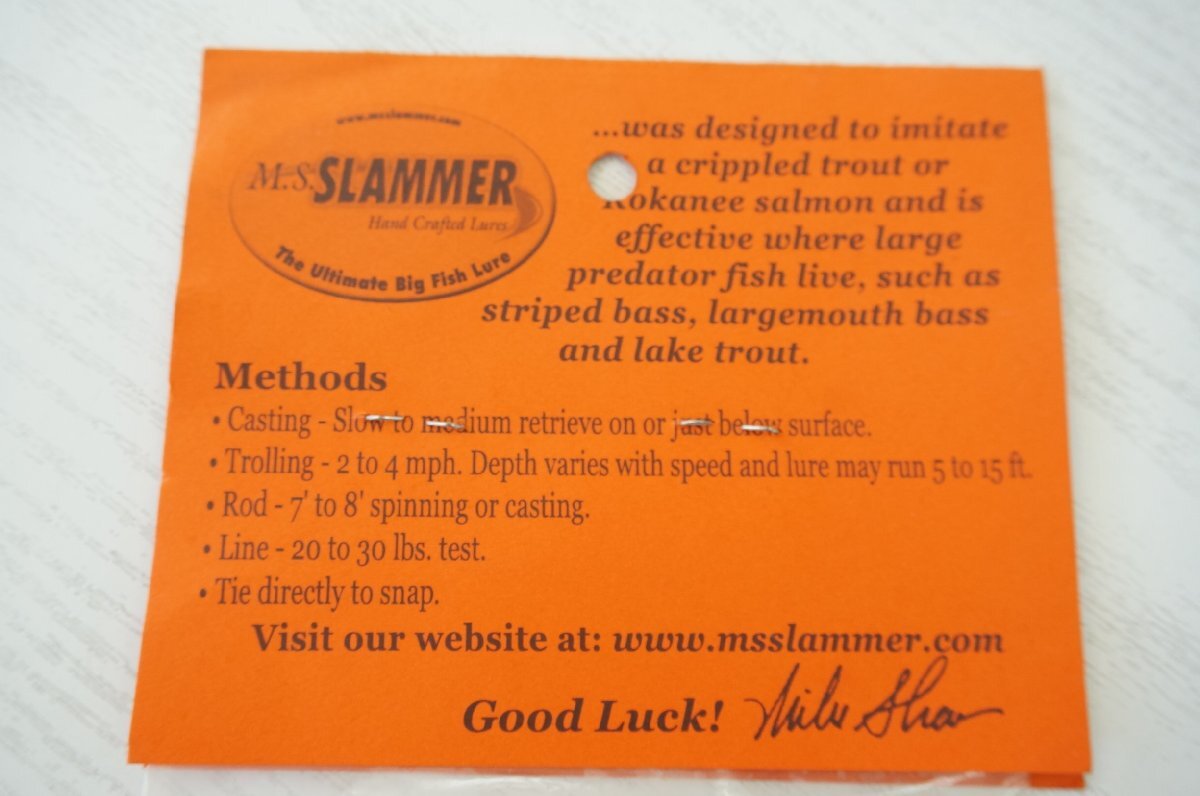 www.msslammer.com
M.S. SLAMMER
Hand Crafted Lures
The Ultimate Big Fish Lure
...was designed to imitate
a crippled trout or
Kokanee salmon and is
effective where large
predator fish live, such as
striped bass, largemouth bass
and lake trout.
Methods
• Casting - Slow to medium retrieve on or just below surface.
• Trolling - 2 to 4 mph. Depth varies with speed and lure may run 5 to 15 ft.
• Rod - 7' to 8' spinning or casting.
• Line - 20 to 30 lbs. test.
• Tie directly to snap.
Visit our website at: www.msslammer.com
Good Luck! Mike Shaw